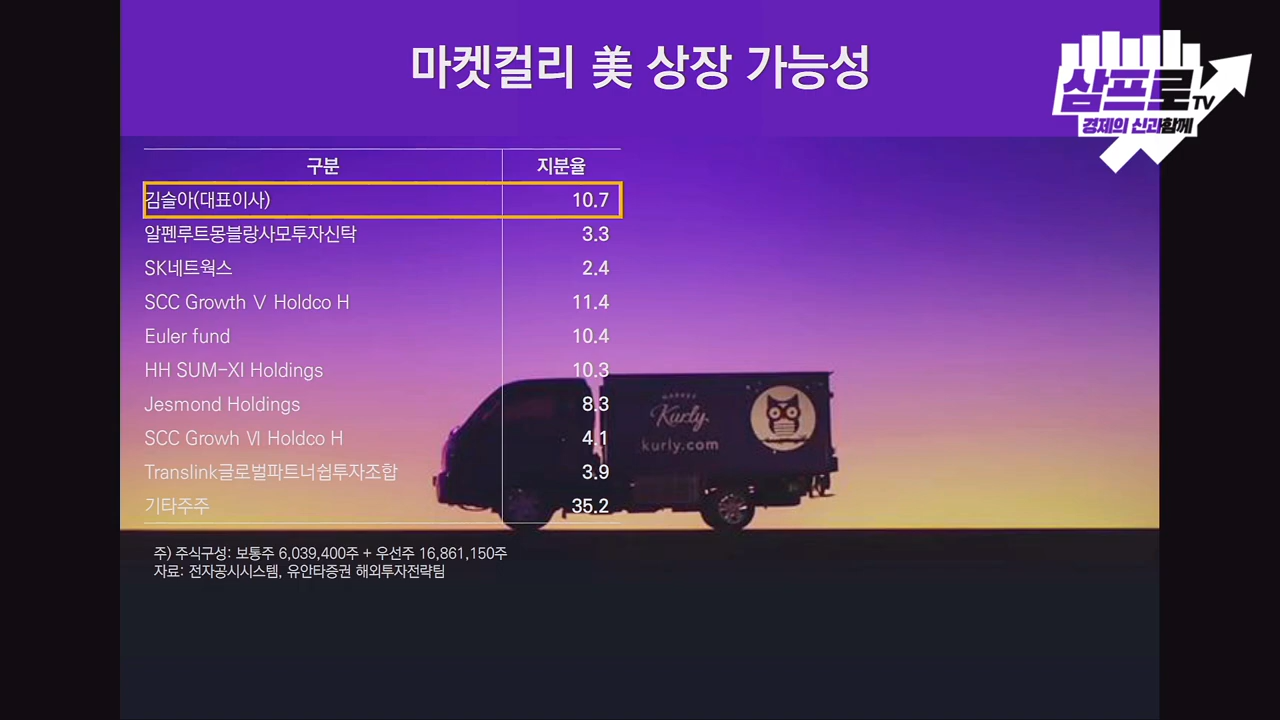 마켓컬리 美 상장 가능성
삼프로TV
경제의 신과함께
구분 지분율
김슬아(대표이사) 10.7
알펜루트몽블랑사모투자신탁 3.3
SK네트웍스 2.4
SCC Growth Ⅴ Holdco H 11.4
Euler fund 10.4
HH SUM-XI Holdings 10.3
Jesmond Holdings 8.3
SCC Growh Ⅵ Holdco H 4.1
Translink글로벌파트너쉽투자조합 3.9
기타주주 35.2
MARKET
Kurly
kurly.com
주) 주식구성: 보통주 6,039,400주 + 우선주 16,861,150주
자료: 전자공시시스템, 유안타증권 해외투자전략팀